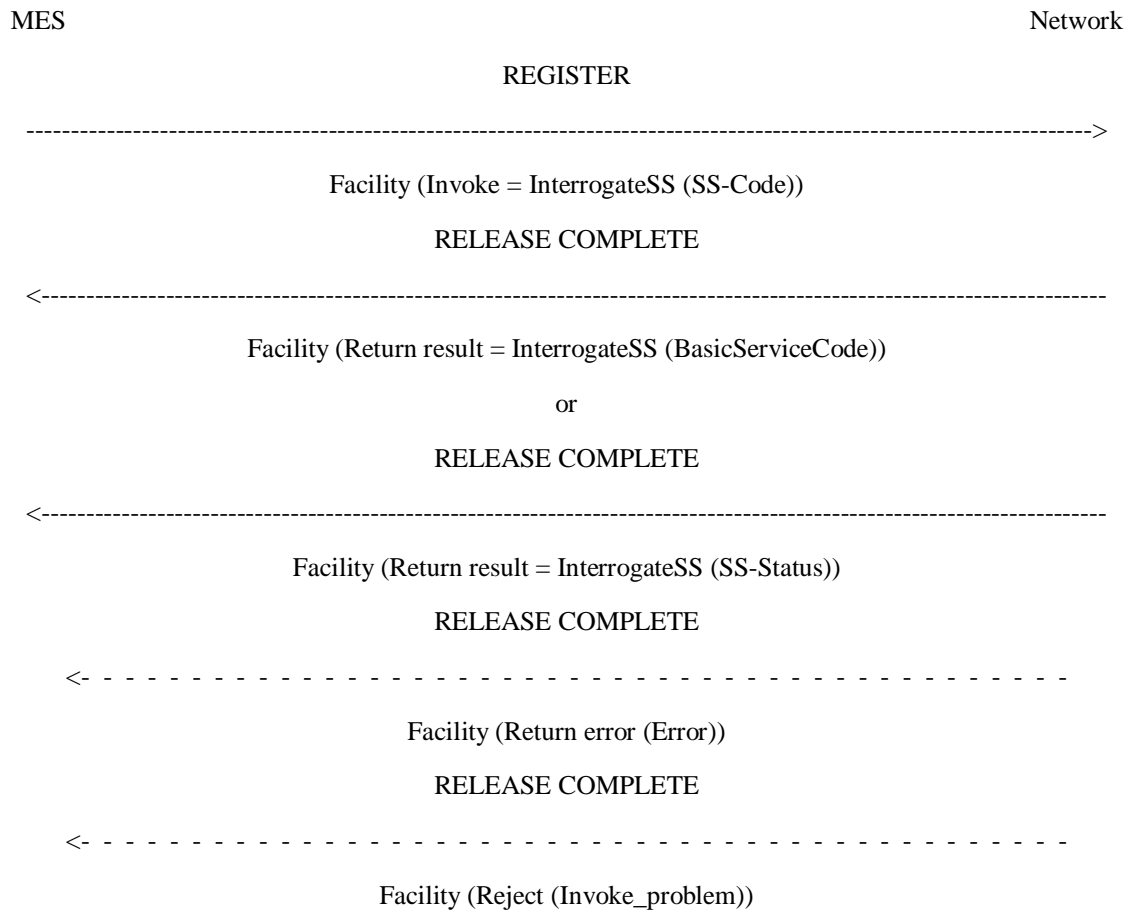 MES Network
REGISTER
------------------------------------------------------------------------------------------------------------------------>
Facility (Invoke = InterrogateSS (SS-Code))
RELEASE COMPLETE
<------------------------------------------------------------------------------------------------------------------------
Facility (Return result = InterrogateSS (BasicServiceCode))
or
RELEASE COMPLETE
<------------------------------------------------------------------------------------------------------------------------
Facility (Return result = InterrogateSS (SS-Status))
RELEASE COMPLETE
<- - - - - - - - - - - - - - - - - - - - - - - - - - - - - - - - - - - - - - - - - - - - -
Facility (Return error (Error))
RELEASE COMPLETE
<- - - - - - - - - - - - - - - - - - - - - - - - - - - - - - - - - - - - - - - - - - - - -
Facility (Reject (Invoke_problem))